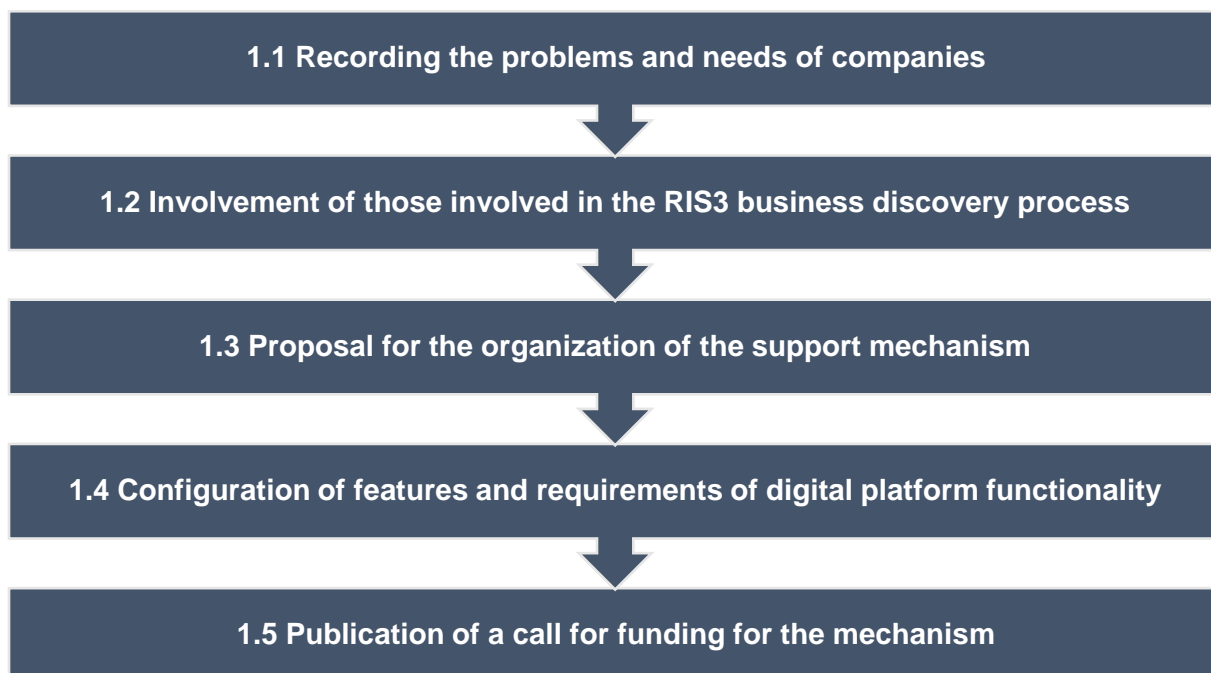 1.1 Recording the problems and needs of companies
1.2 Involvement of those involved in the RIS3 business discovery process
1.3 Proposal for the organization of the support mechanism
1.4 Configuration of features and requirements of digital platform functionality
1.5 Publication of a call for funding for the mechanism